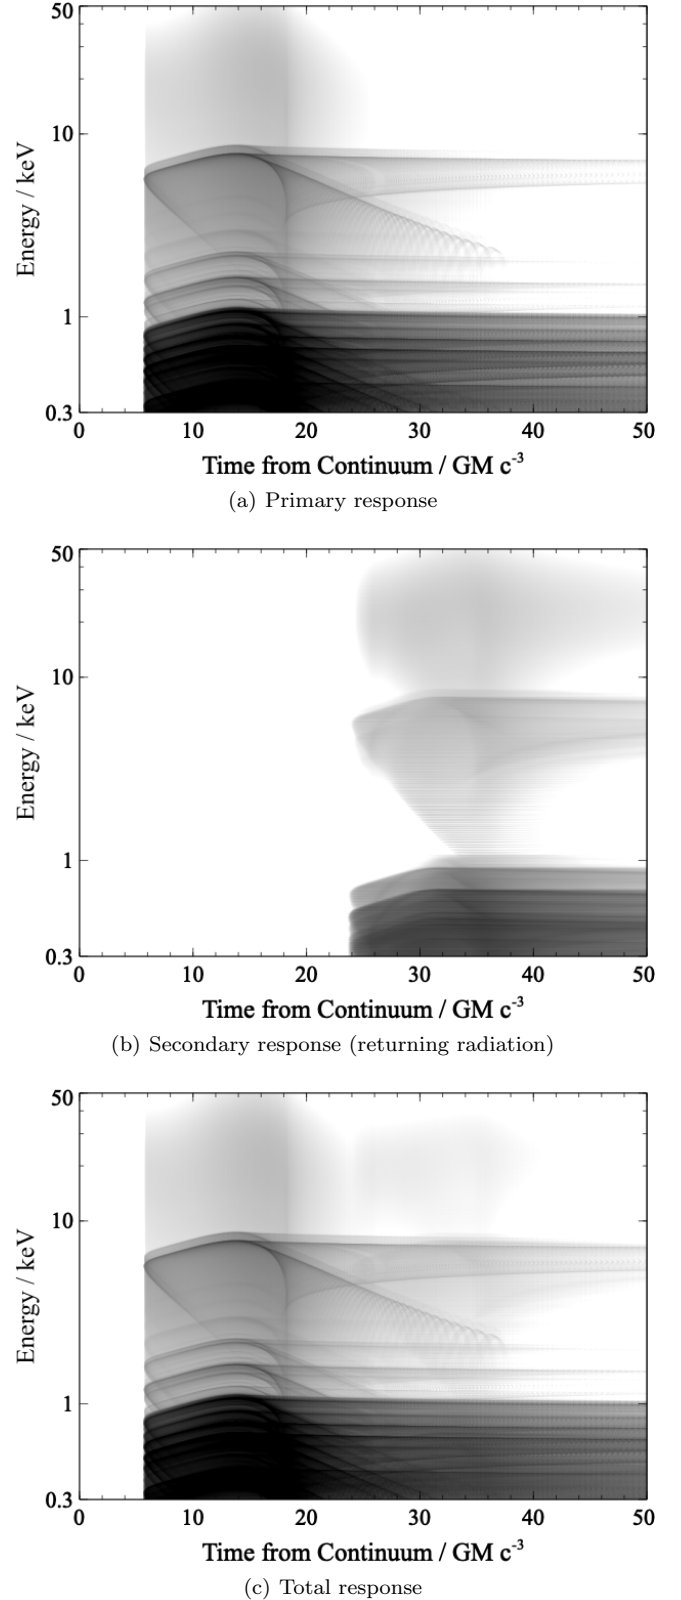 50
10
1
0.3
Energy / keV
0 10 20 30 40 50
Time from Continuum / GM c⁻³
(a) Primary response
50
10
1
0.3
Energy / keV
0 10 20 30 40 50
Time from Continuum / GM c⁻³
(b) Secondary response (returning radiation)
50
10
1
0.3
Energy / keV
0 10 20 30 40 50
Time from Continuum / GM c⁻³
(c) Total response